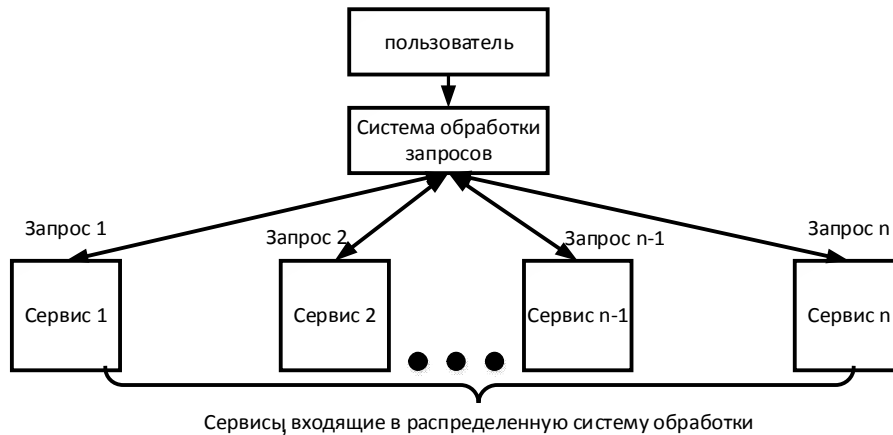 пользователь
Система обработки
запросов
Запрос 1
Запрос 2
Запрос n-1
Запрос n
Сервис 1
Сервис 2
Сервис n-1
Сервис n
Сервисы, входящие в распределенную систему обработки